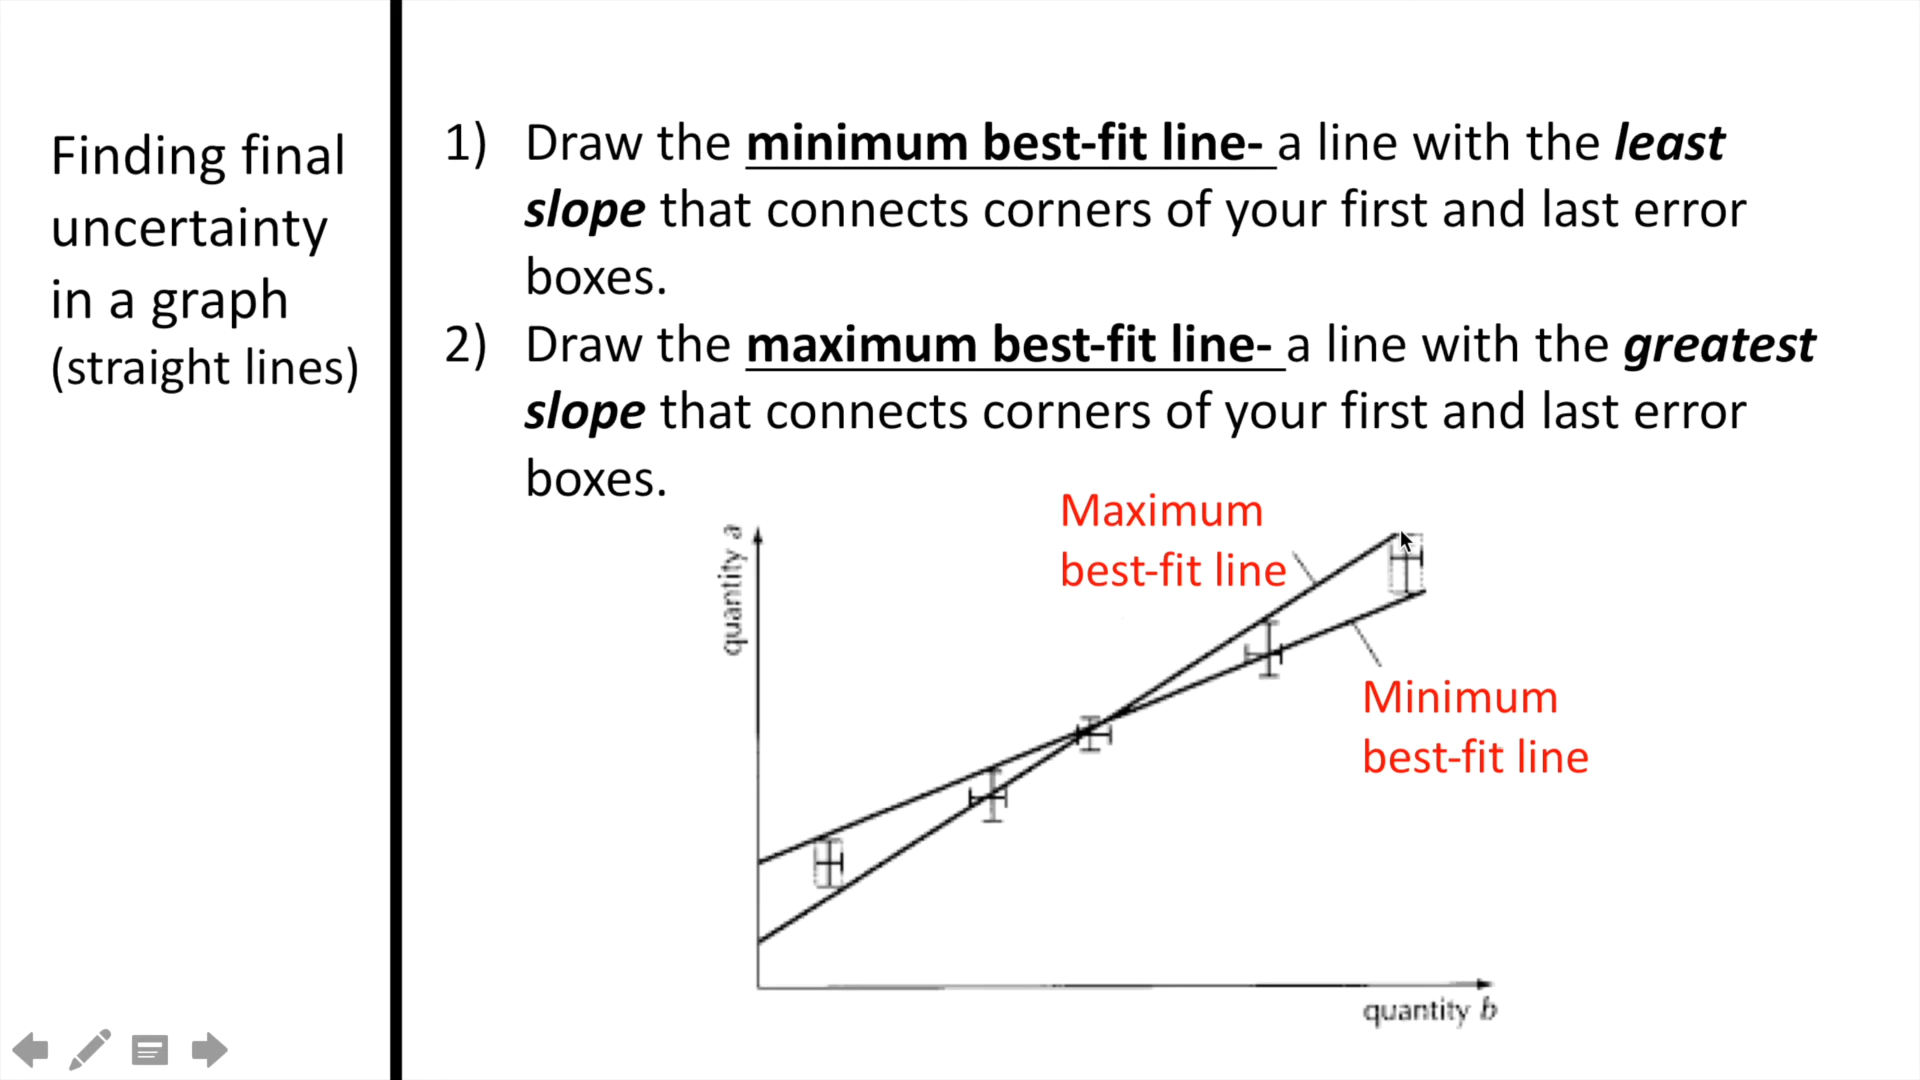 Finding final
uncertainty
in a graph
(straight lines)
1) Draw the minimum best-fit line- a line with the least
slope that connects corners of your first and last error
boxes.
2) Draw the maximum best-fit line- a line with the greatest
slope that connects corners of your first and last error
boxes.
quantity a
Maximum
best-fit line
Minimum
best-fit line
quantity b